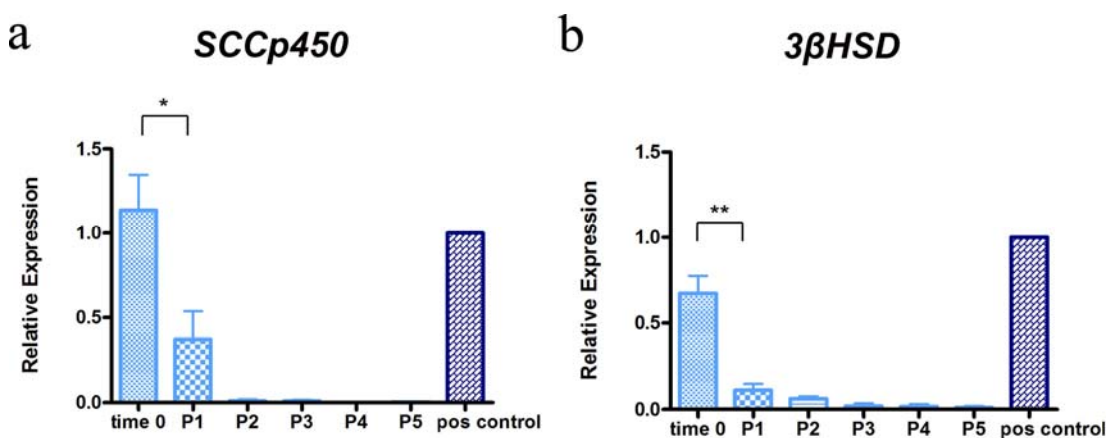 a
SCCp450
*
1.5
1.0
0.5
0.0
Relative Expression
time 0 P1 P2 P3 P4 P5 pos control
b
3βHSD
**
1.5
1.0
0.5
0.0
Relative Expression
time 0 P1 P2 P3 P4 P5 pos control